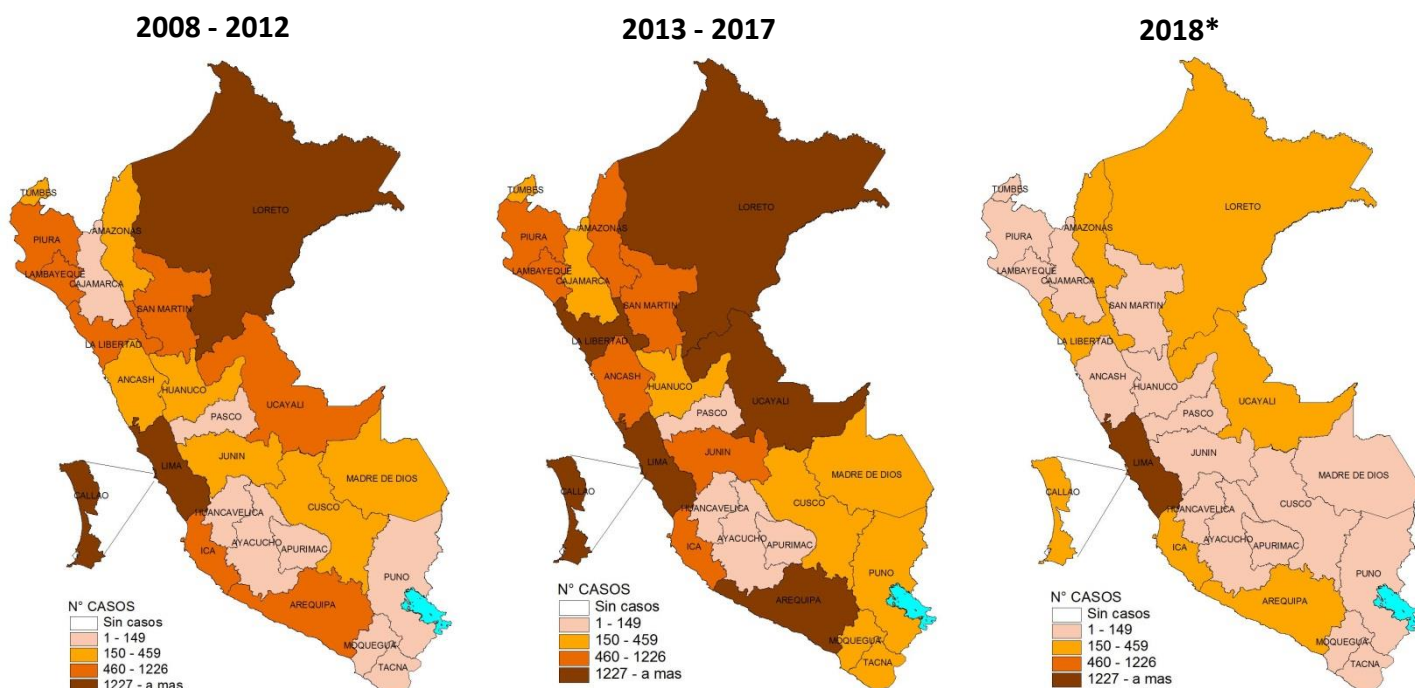 2008 - 2012
TUMBES
LORETO
PIURA
AMAZONAS
LAMBAYEQUE
CAJAMARCA
SAN MARTIN
LA LIBERTAD
ANCASH
HUANUCO
UCAYALI
PASCO
LIMA
JUNIN
MADRE DE DIOS
CALLAO
CUSCO
HUANCAVELICA
AYACUCHO
APURIMAC
ICA
PUNO
AREQUIPA
MOQUEGUA
TACNA
N° CASOS
Sin casos
1 - 149
150 - 459
460 - 1226
1227 - a mas
2013 - 2017
TUMBES
LORETO
PIURA
AMAZONAS
LAMBAYEQUE
CAJAMARCA
SAN MARTIN
LA LIBERTAD
ANCASH
HUANUCO
UCAYALI
PASCO
LIMA
JUNIN
MADRE DE DIOS
CALLAO
CUSCO
HUANCAVELICA
AYACUCHO
APURIMAC
ICA
PUNO
AREQUIPA
MOQUEGUA
TACNA
N° CASOS
Sin casos
1 - 149
150 - 459
460 - 1226
1227 - a mas
2018*
TUMBES
LORETO
PIURA
AMAZONAS
LAMBAYEQUE
CAJAMARCA
SAN MARTIN
LA LIBERTAD
ANCASH
HUANUCO
UCAYALI
PASCO
LIMA
JUNIN
MADRE DE DIOS
CALLAO
CUSCO
HUANCAVELICA
AYACUCHO
APURIMAC
ICA
PUNO
AREQUIPA
MOQUEGUA
TACNA
N° CASOS
Sin casos
1 - 149
150 - 459
460 - 1226
1227 - a mas